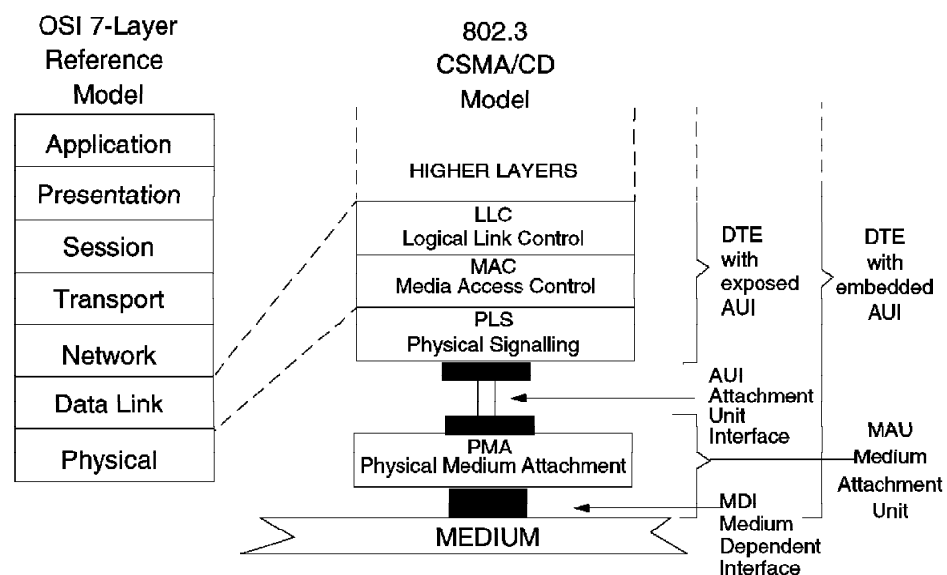 OSI 7-Layer
Reference
Model
Application
Presentation
Session
Transport
Network
Data Link
Physical
802.3
CSMA/CD
Model
HIGHER LAYERS
LLC
Logical Link Control
MAC
Media Access Control
PLS
Physical Signalling
PMA
Physical Medium Attachment
MEDIUM
DTE
with
exposed
AUI
DTE
with
embedded
AUI
AUI
Attachment
Unit
Interface
MAU
Medium
Attachment
Unit
MDI
Medium
Dependent
Interface